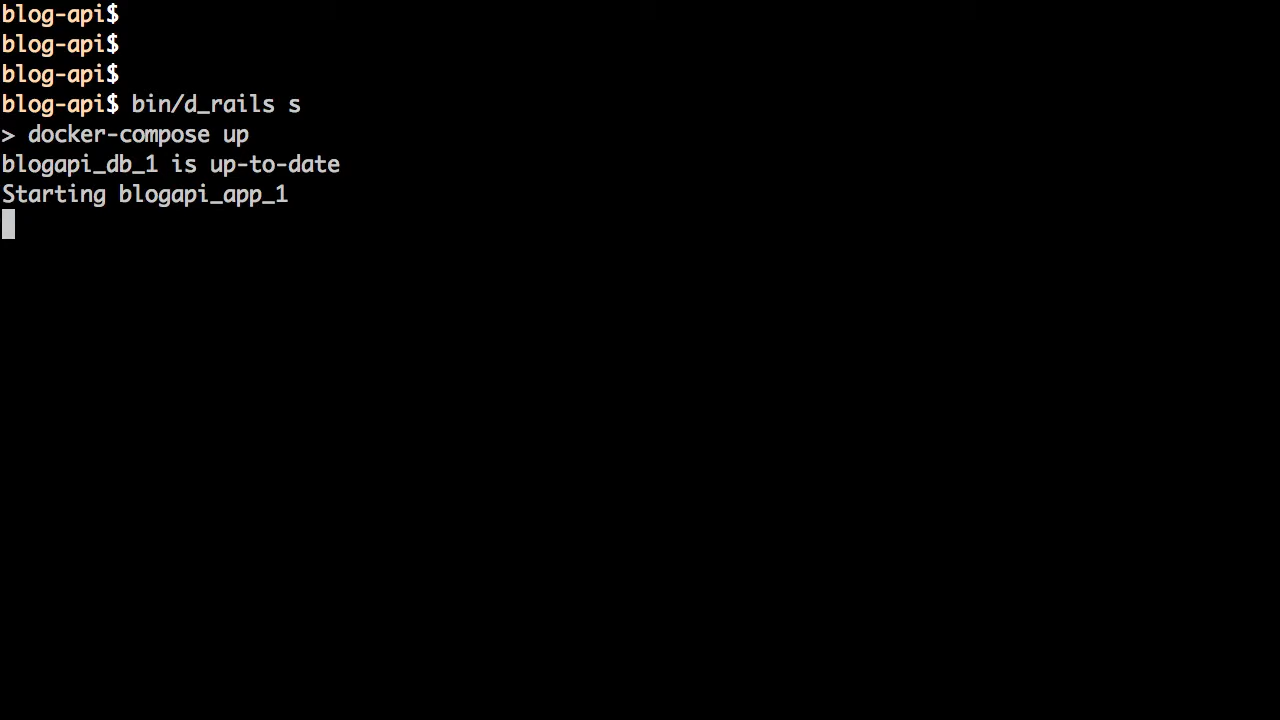 blog-api$
blog-api$
blog-api$
blog-api$ bin/d_rails s
> docker-compose up
blogapi_db_1 is up-to-date
Starting blogapi_app_1